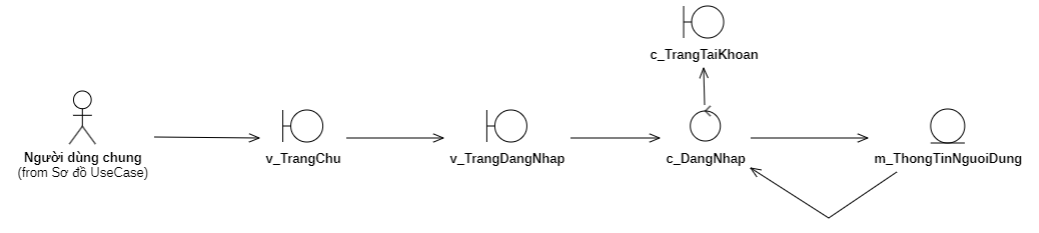 c_TrangTaiKhoan
Người dùng chung
(from Sơ đồ UseCase)
v_TrangChu
v_TrangDangNhap
c_DangNhap
m_ThongTinNguoiDung